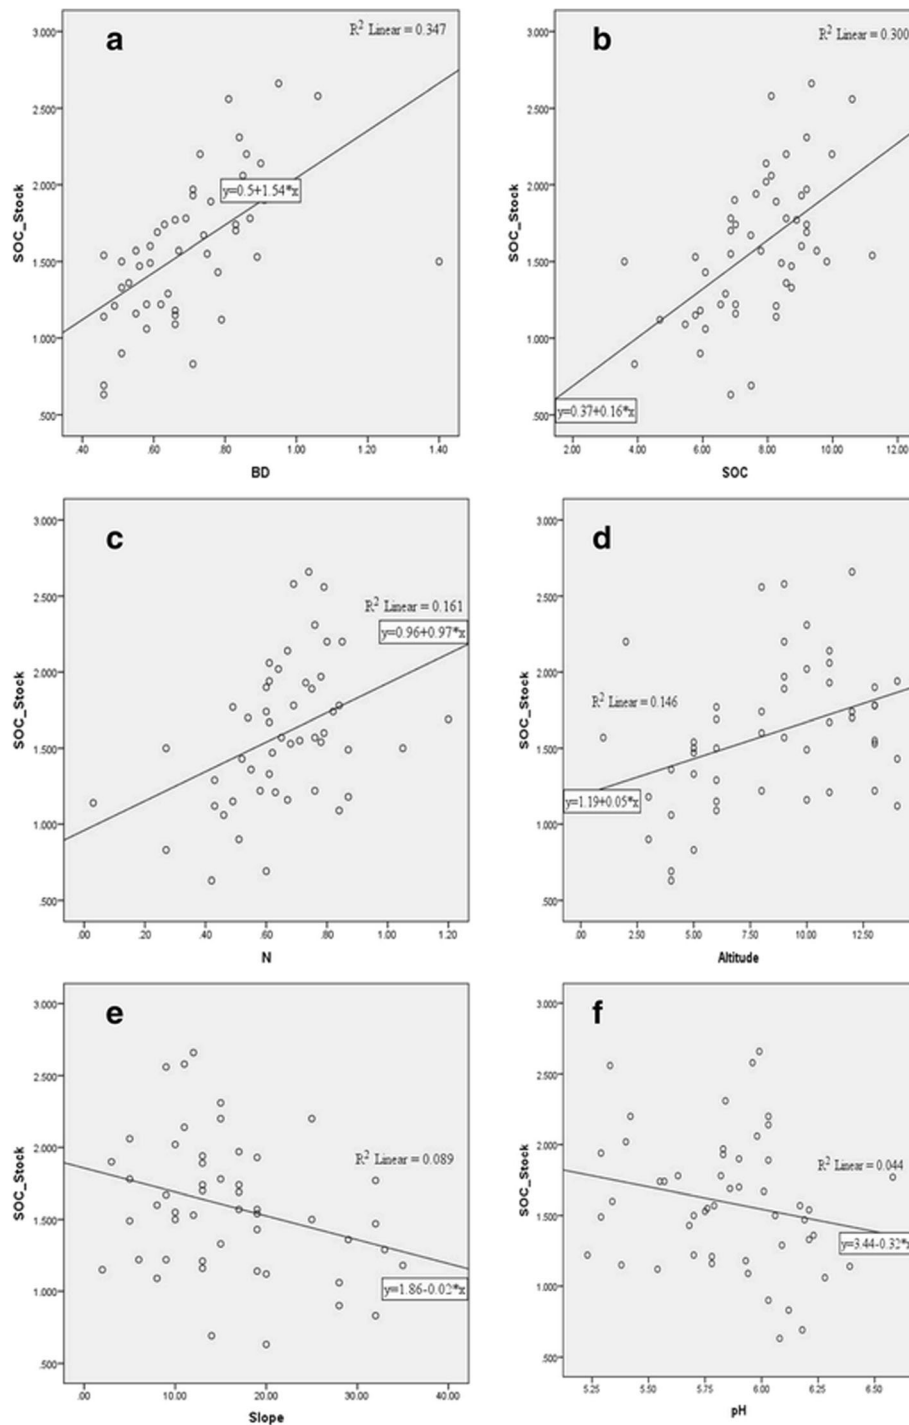 a
R² Linear = 0.347
3.000
2.500
2.000
1.500
1.000
.500
SOC_Stock
y=0.5+1.54*x
.40 .60 .80 1.00 1.20 1.40
BD
b
R² Linear = 0.300
3.000
2.500
2.000
1.500
1.000
.500
SOC_Stock
y=0.37+0.16*x
2.00 4.00 6.00 8.00 10.00 12.00
SOC
c
R² Linear = 0.161
y=0.96+0.97*x
3.000
2.500
2.000
1.500
1.000
.500
SOC_Stock
.00 .20 .40 .60 .80 1.00 1.20
N
d
R² Linear = 0.146
y=1.19+0.05*x
3.000
2.500
2.000
1.500
1.000
.500
SOC_Stock
.00 2.50 5.00 7.50 10.00 12.50
Altitude
e
R² Linear = 0.089
y=1.86-0.02*x
3.000
2.500
2.000
1.500
1.000
.500
SOC_Stock
.00 10.00 20.00 30.00 40.00
Slope
f
R² Linear = 0.044
y=3.44-0.32*x
3.000
2.500
2.000
1.500
1.000
.500
SOC_Stock
5.25 5.50 5.75 6.00 6.25 6.50
pH